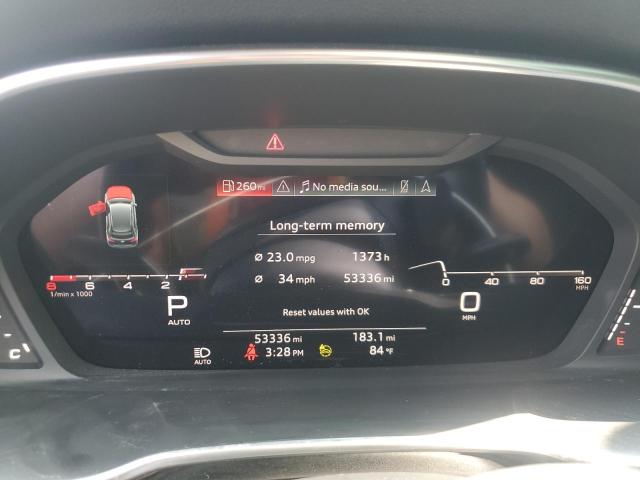 260 mi No media sou...
Long-term memory
Ø 23.0 mpg 1373 h
Ø 34 mph 53336 mi
8 6 4 2
1/min x 1000
0 40 80 160
MPH
P
AUTO
0
MPH
Reset values with OK
53336 mi 183.1 mi
AUTO 3:28 PM 84 °F
C
E